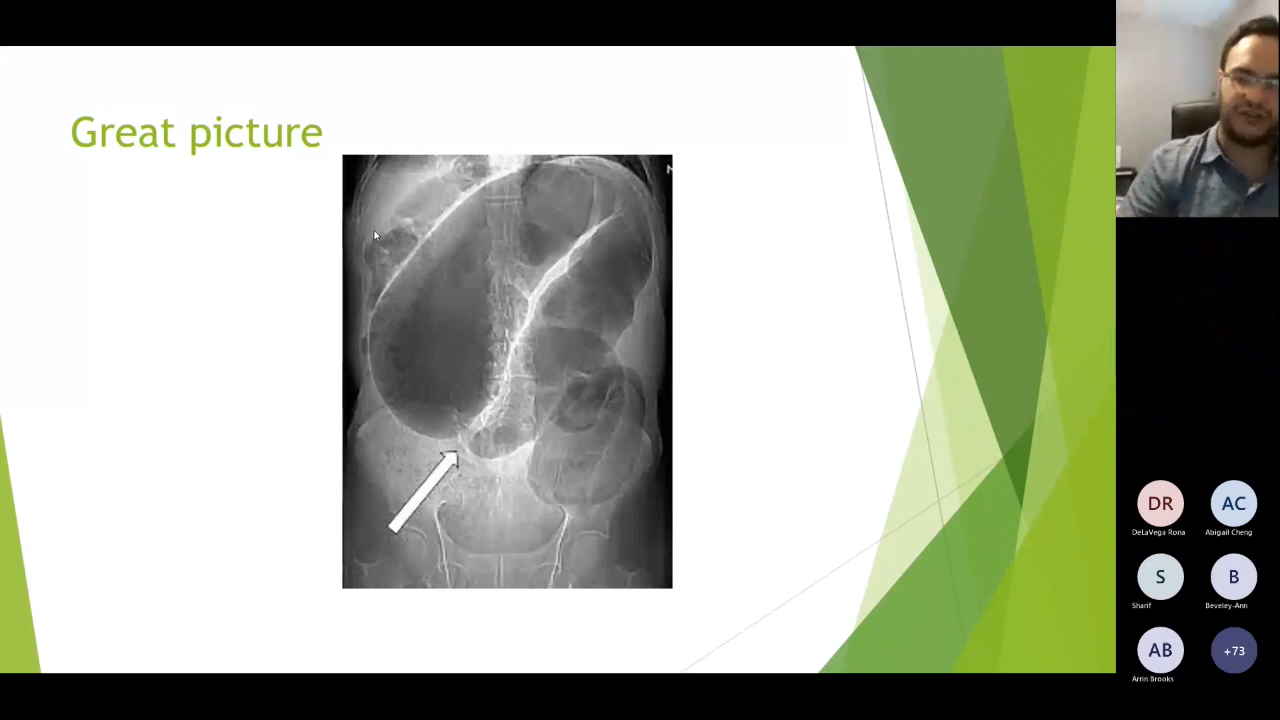 Great picture
DR
AC
DeLaVega Rona
Abigail Cheng
S
B
Sharif
Beveley-Ann
AB
+73
Arrin Brooks